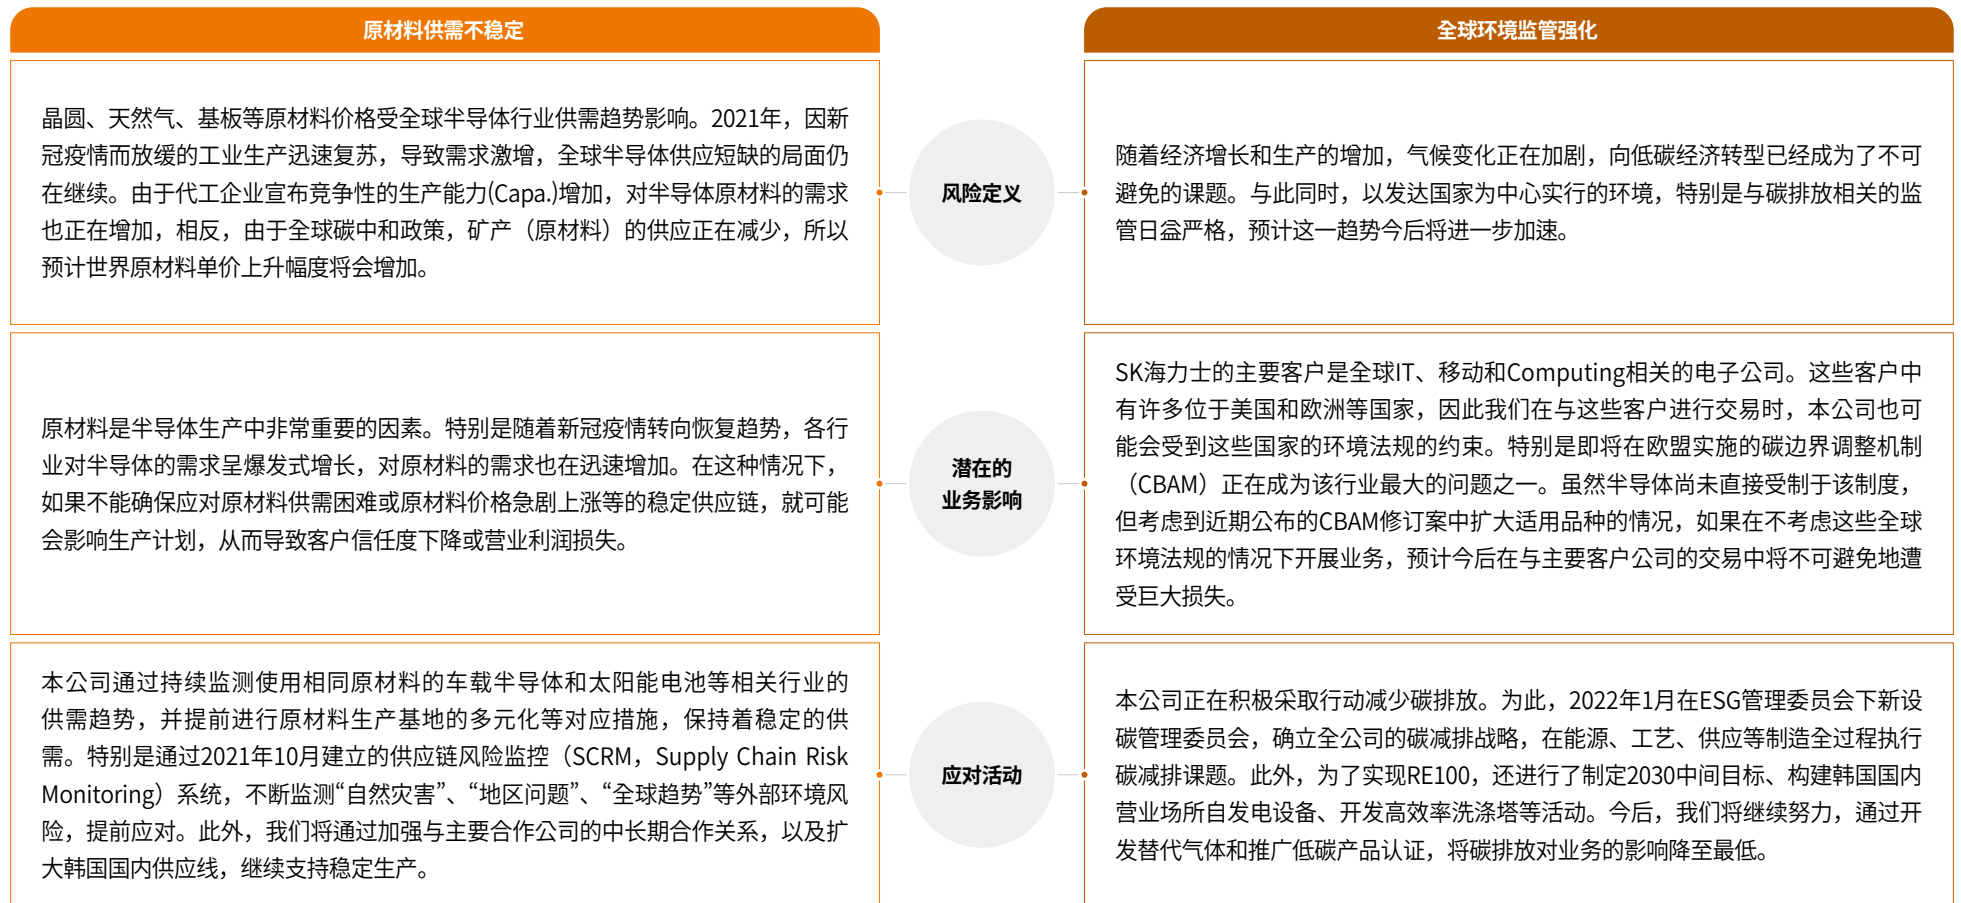 原材料供需不稳定
全球环境监管强化
晶圆、天然气、基板等原材料价格受全球半导体行业供需趋势影响。2021年，因新
冠疫情而放缓的工业生产迅速复苏，导致需求激增，全球半导体供应短缺的局面仍
在继续。由于代工企业宣布竞争性的生产能力(Capa.)增加，对半导体原材料的需求
也正在增加，相反，由于全球碳中和政策，矿产（原材料）的供应正在减少，所以
预计世界原材料单价上升幅度将会增加。
风险定义
随着经济增长和生产的增加，气候变化正在加剧，向低碳经济转型已经成为了不可
避免的课题。与此同时，以发达国家为中心实行的环境，特别是与碳排放相关的监
管日益严格，预计这一趋势今后将进一步加速。
原材料是半导体生产中非常重要的因素。特别是随着新冠疫情转向恢复趋势，各行
业对半导体的需求呈爆发式增长，对原材料的需求也在迅速增加。在这种情况下，
如果不能确保应对原材料供需困难或原材料价格急剧上涨等的稳定供应链，就可能
会影响生产计划，从而导致客户信任度下降或营业利润损失。
潜在的
业务影响
SK海力士的主要客户是全球IT、移动和Computing相关的电子公司。这些客户中
有许多位于美国和欧洲等国家，因此我们在与这些客户进行交易时，本公司也可
能会受到这些国家的环境法规的约束。特别是即将在欧盟实施的碳边界调整机制
（CBAM）正在成为该行业最大的问题之一。虽然半导体尚未直接受制于该制度，
但考虑到近期公布的CBAM修订案中扩大适用品种的情况，如果在不考虑这些全球
环境法规的情况下开展业务，预计今后在与主要客户公司的交易中将不可避免地遭
受巨大损失。
本公司通过持续监测使用相同原材料的车载半导体和太阳能电池等相关行业的
供需趋势，并提前进行原材料生产基地的多元化等对应措施，保持着稳定的供
需。特别是通过2021年10月建立的供应链风险监控（SCRM，Supply Chain Risk
Monitoring）系统，不断监测“自然灾害”、“地区问题”、“全球趋势”等外部环境风
险，提前应对。此外，我们将通过加强与主要合作公司的中长期合作关系，以及扩
大韩国国内供应线，继续支持稳定生产。
应对活动
本公司正在积极采取行动减少碳排放。为此，2022年1月在ESG管理委员会下新设
碳管理委员会，确立全公司的碳减排战略，在能源、工艺、供应等制造全过程执行
碳减排课题。此外，为了实现RE100，还进行了制定2030中间目标、构建韩国国内
营业场所自发电设备、开发高效率洗涤塔等活动。今后，我们将继续努力，通过开
发替代气体和推广低碳产品认证，将碳排放对业务的影响降至最低。